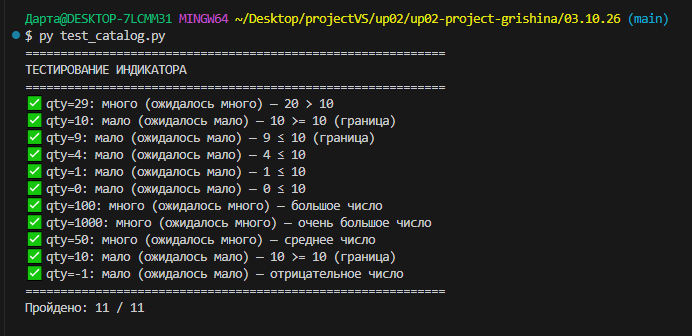 Дарта@DESKTOP-7LCMM31 MINGW64 ~/Desktop/projectVS/up02/up02-project-grishina/03.10.26 (main)
$ py test_catalog.py
============================================================
ТЕСТИРОВАНИЕ ИНДИКАТОРА
============================================================
✅ qty=29: много (ожидалось много) — 20 > 10
✅ qty=10: мало (ожидалось мало) — 10 >= 10 (граница)
✅ qty=9: мало (ожидалось мало) — 9 ≤ 10 (граница)
✅ qty=4: мало (ожидалось мало) — 4 ≤ 10
✅ qty=1: мало (ожидалось мало) — 1 ≤ 10
✅ qty=0: мало (ожидалось мало) — 0 ≤ 10
✅ qty=100: много (ожидалось много) — большое число
✅ qty=1000: много (ожидалось много) — очень большое число
✅ qty=50: много (ожидалось много) — среднее число
✅ qty=10: мало (ожидалось мало) — 10 >= 10 (граница)
✅ qty=-1: мало (ожидалось мало) — отрицательное число
============================================================
Пройдено: 11 / 11